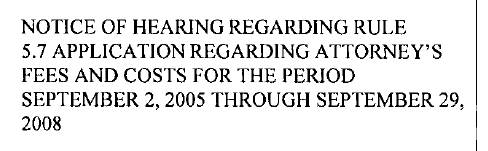 NOTICE OF HEARING REGARDING RULE
5.7 APPLICATION REGARDING ATTORNEY'S
FEES AND COSTS FOR THE PERIOD
SEPTEMBER 2, 2005 THROUGH SEPTEMBER 29,
2008